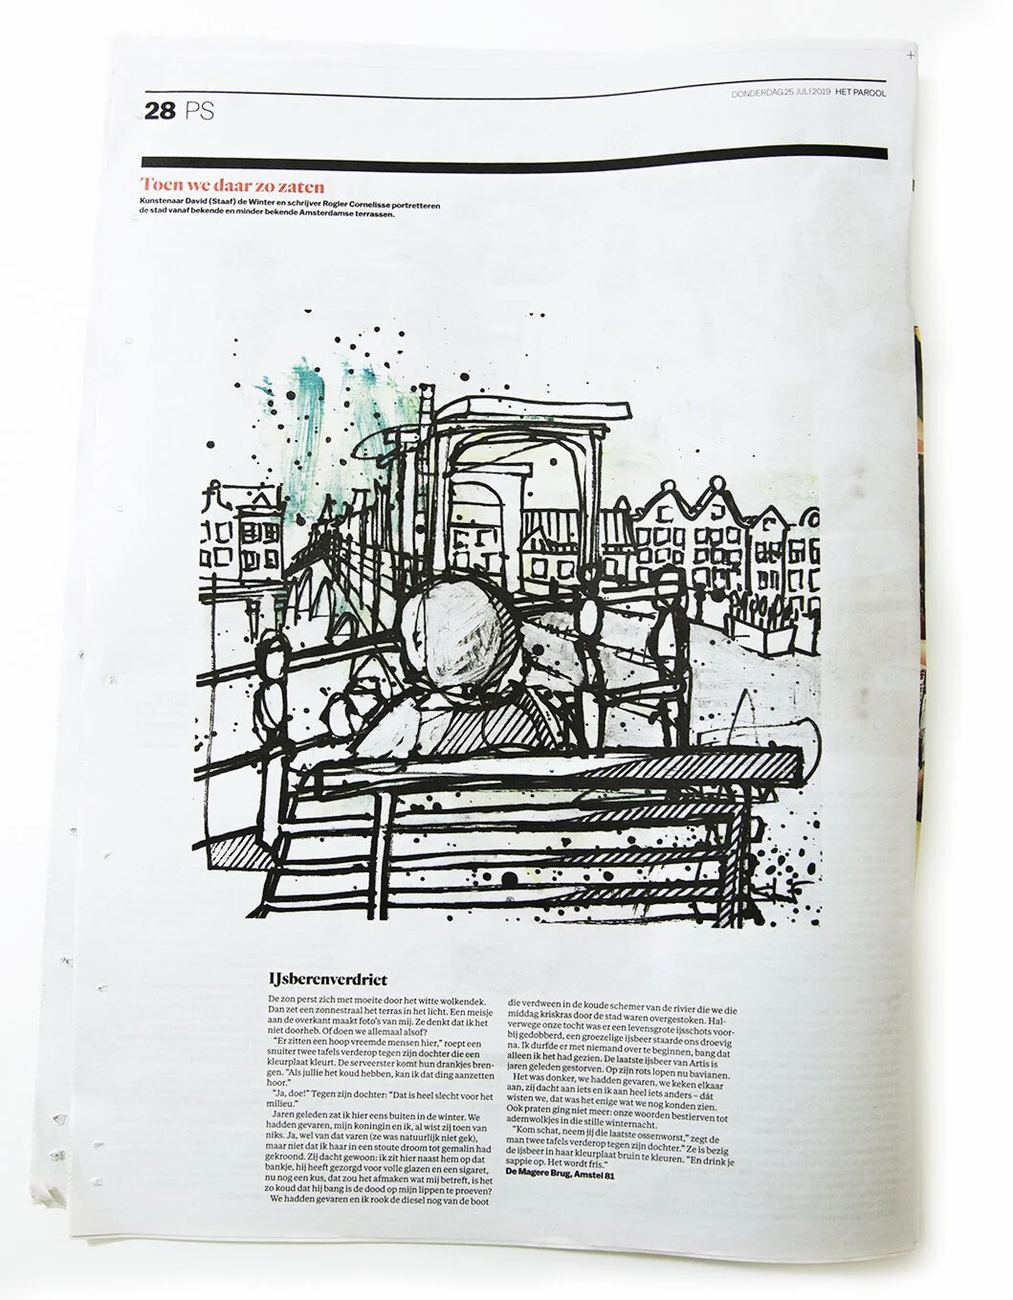 28 PS
DONDERDAG 25 JULI 2019 HET PAROOL
Toen we daar zo zaten
Kunstenaar David (Staaf) de Winter en schrijver Rogier Cornelisse portretteren
de stad vanaf bekende en minder bekende Amsterdamse terrassen.
IJsberenverdriet
De zon perst zich met moeite door het witte wolkendek.
Dan zet een zonnestraal het terras in het licht. Een meisje
aan de overkant maakt foto's van mij. Ze denkt dat ik het
niet doorheb. Of doen we allemaal alsof?
"Er zitten een hoop vreemde mensen hier," roept een
snuiter twee tafels verderop tegen zijn dochter die een
kleurplaat kleurt. De serveerster komt hun drankjes bren-
gen. "Als jullie het koud hebben, kan ik dat ding aanzetten
hoor."
"Ja, doe!" Tegen zijn dochter: "Dat is heel slecht voor het
milieu."
Jaren geleden zat ik hier eens buiten in de winter. We
hadden gevaren, mijn koningin en ik, al wist zij toen van
niks. Ja, wel van dat varen (ze was natuurlijk niet gek),
maar niet dat ik haar in een stoute droom tot gemalin had
gekroond. Zij dacht gewoon: ik zit hier naast hem op dat
bankje, hij heeft gezorgd voor volle glazen en een sigaret,
nu nog een kus, dat zou het afmaken wat mij betreft, is het
zo koud dat hij bang is de dood op mijn lippen te proeven?
We hadden gevaren en ik rook de diesel nog van de boot
die verdween in de koude schemer van de rivier die we die
middag kriskras door de stad waren overgestoken. Hal-
verwege onze tocht was er een levensgrote ijsschots voor-
bij gedobberd, een groezelige ijsbeer staarde ons droevig
na. Ik durfde er met niemand over te beginnen, bang dat
alleen ik het had gezien. De laatste ijsbeer van Artis is
jaren geleden gestorven. Op zijn rots lopen nu bavianen.
Het was donker, we hadden gevaren, we keken elkaar
aan, zij dacht aan iets en ik aan heel iets anders – dát
wisten we, dat was het enige wat we nog konden zien.
Ook praten ging niet meer: onze woorden bestierven tot
ademwolkjes in die stille winternacht.
"Kom schat, neem jij die laatste ossenworst," zegt de
man twee tafels verderop tegen zijn dochter." Ze is bezig
de ijsbeer in haar kleurplaat bruin te kleuren. "En drink je
sappie op. Het wordt fris."
De Magere Brug, Amstel 81